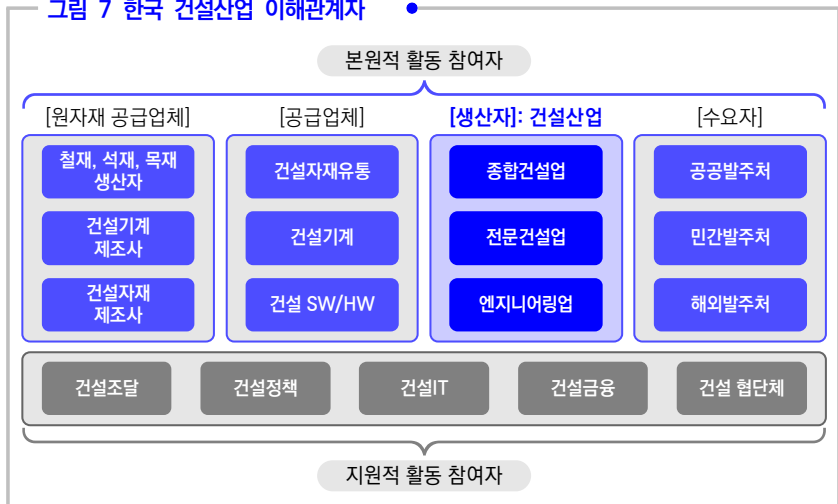 그림 7 한국 건설산업 이해관계자
본원적 활동 참여자
[원자재 공급업체]
철재, 석재, 목재
생산자
건설기계
제조사
건설자재
제조사
[공급업체]
건설자재유통
건설기계
건설 SW/HW
[생산자]: 건설산업
종합건설업
전문건설업
엔지니어링업
[수요자]
공공발주처
민간발주처
해외발주처
건설조달
건설정책
건설IT
건설금융
건설 협단체
지원적 활동 참여자